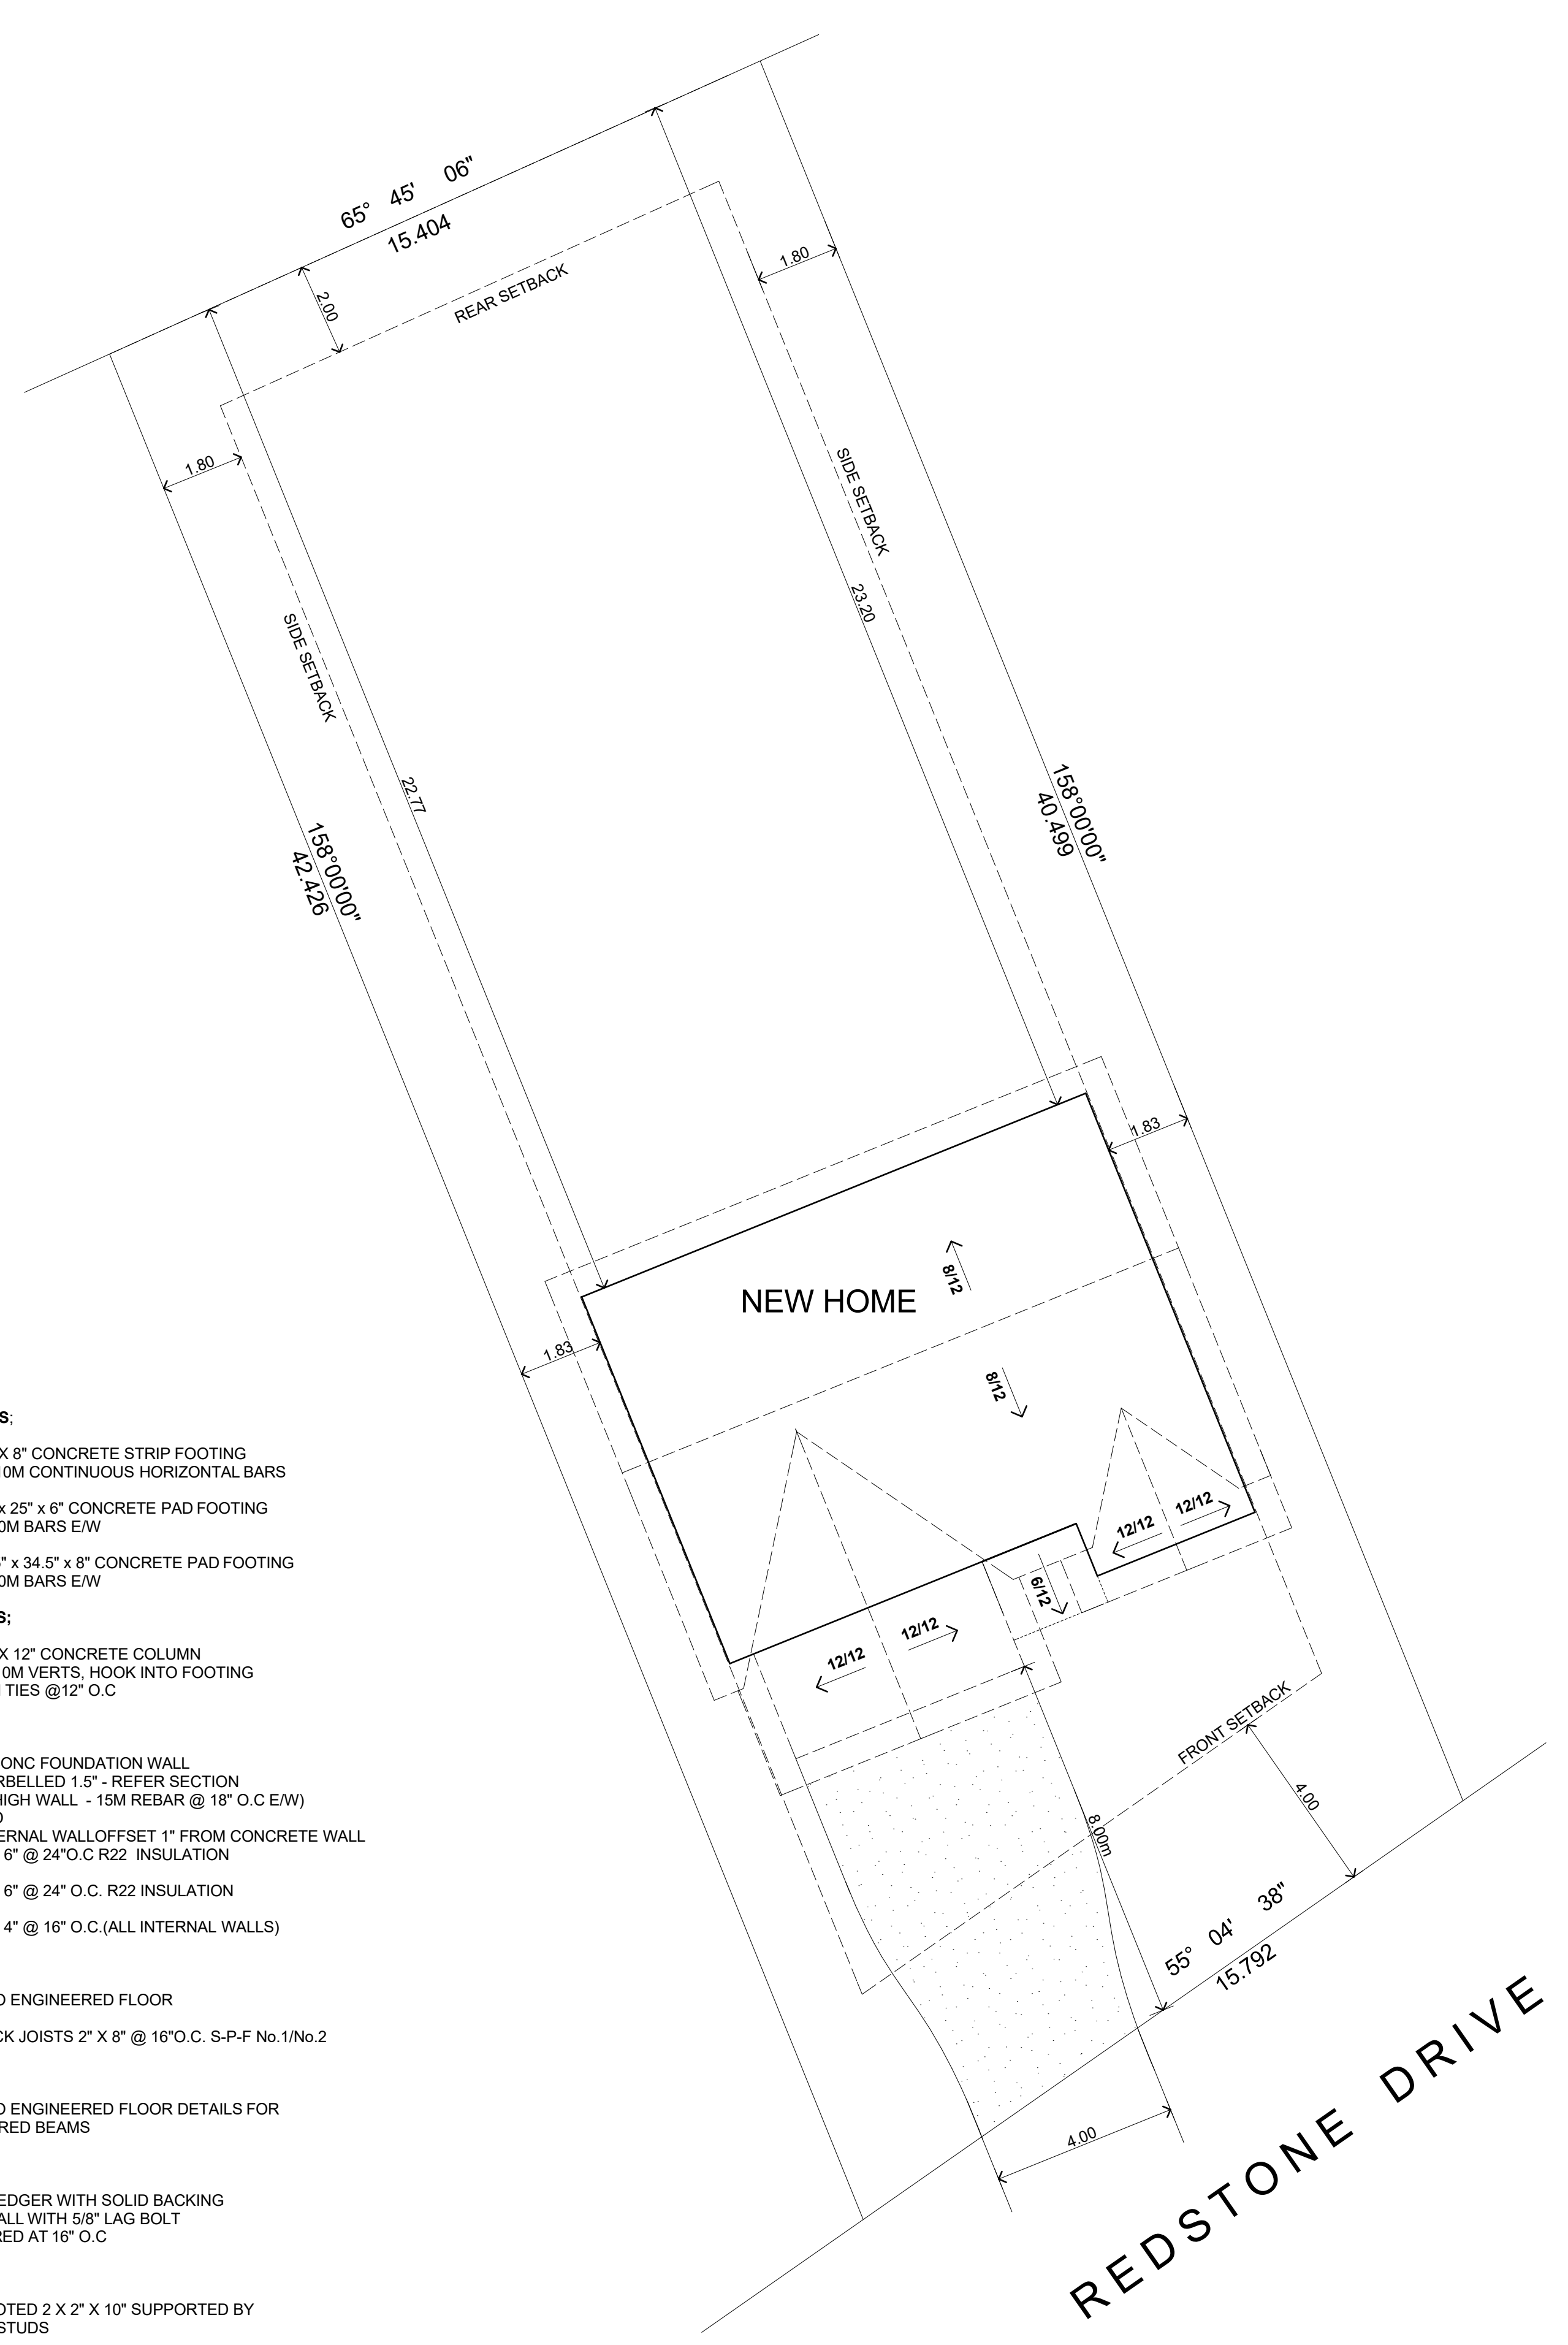 65° 45' 06"
15.404
2.00
REAR SETBACK
1.80
1.80
SIDE SETBACK
SIDE SETBACK
23.20
22.77
158°00'00"
40.499
158°00'00"
42.426
1.83
8/12
NEW HOME
1.83
8/12
12/12
12/12
6/12
12/12
12/12
FRONT SETBACK
4.00
8.00m
55° 04' 38"
15.792
4.00
REDSTONE DRIVE
S;
X 8" CONCRETE STRIP FOOTING
10M CONTINUOUS HORIZONTAL BARS
x 25" x 6" CONCRETE PAD FOOTING
0M BARS E/W
" x 34.5" x 8" CONCRETE PAD FOOTING
0M BARS E/W
S;
X 12" CONCRETE COLUMN
10M VERTS, HOOK INTO FOOTING
TIES @12" O.C
ONC FOUNDATION WALL
RBELLED 1.5" - REFER SECTION
HIGH WALL - 15M REBAR @ 18" O.C E/W)
ERNAL WALLOFFSET 1" FROM CONCRETE WALL
6" @ 24"O.C R22 INSULATION
6" @ 24" O.C. R22 INSULATION
4" @ 16" O.C.(ALL INTERNAL WALLS)
D ENGINEERED FLOOR
CK JOISTS 2" X 8" @ 16"O.C. S-P-F No.1/No.2
D ENGINEERED FLOOR DETAILS FOR
RED BEAMS
EDGER WITH SOLID BACKING
ALL WITH 5/8" LAG BOLT
RED AT 16" O.C
OTED 2 X 2" X 10" SUPPORTED BY
STUDS